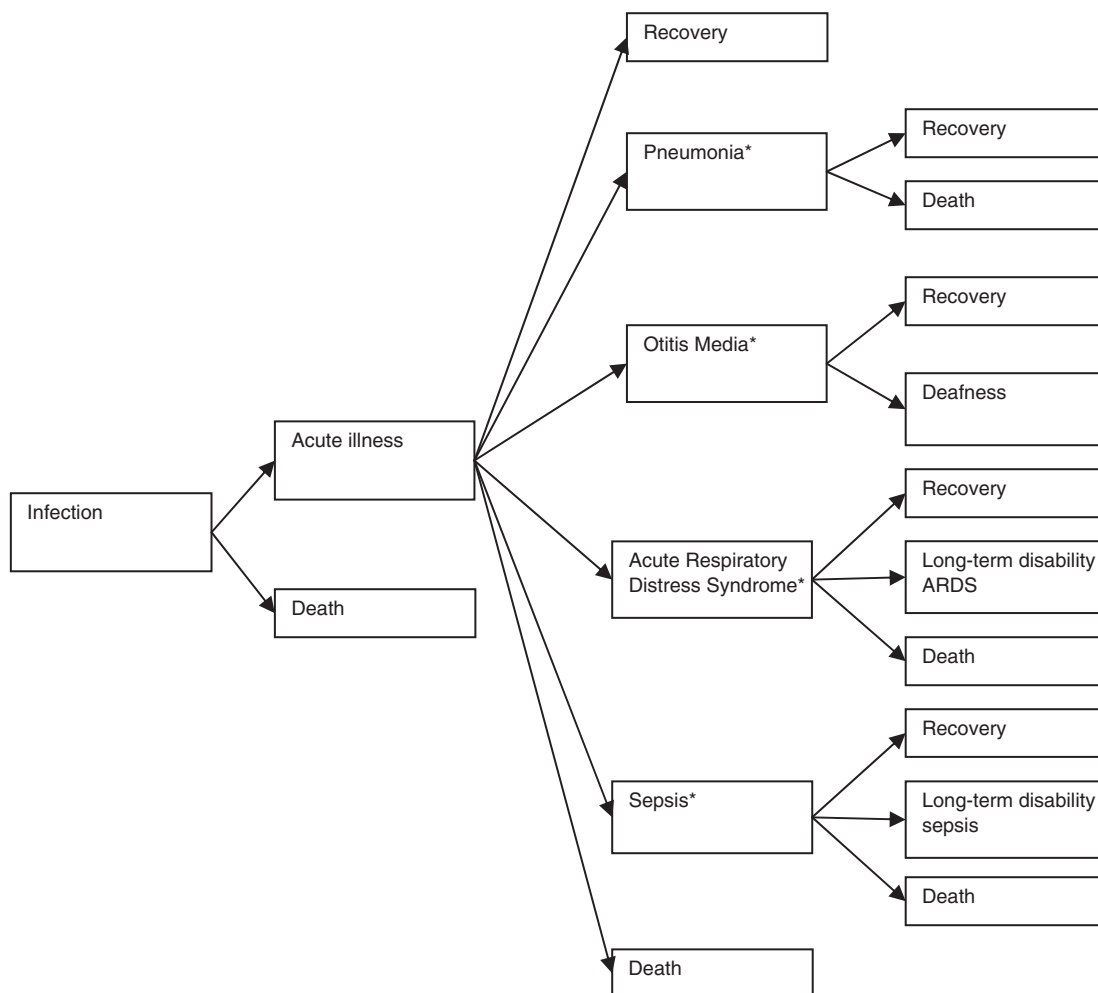 Recovery
Pneumonia*
Recovery
Death
Otitis Media*
Recovery
Deafness
Acute illness
Infection
Death
Acute Respiratory
Distress Syndrome*
Recovery
Long-term disability
ARDS
Death
Sepsis*
Recovery
Long-term disability
sepsis
Death
Death